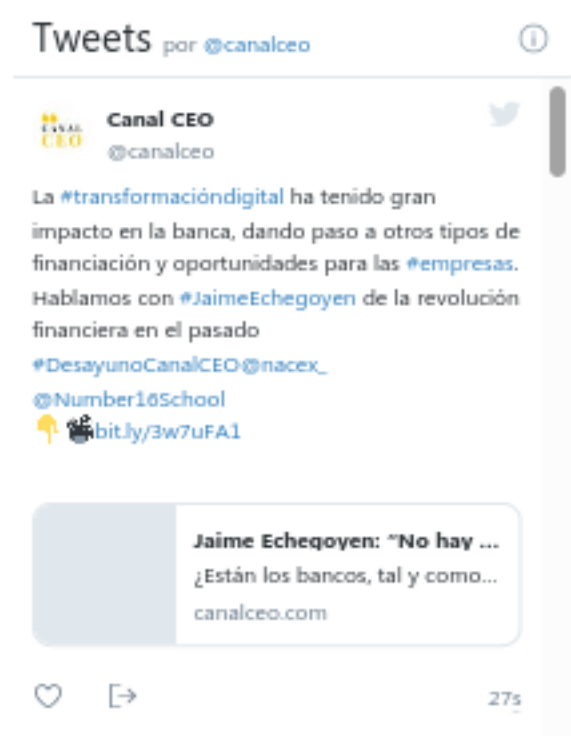 Tweets por @canalceo
CANAL
CEO
Canal CEO
@canalceo
La #transformacióndigital ha tenido gran
impacto en la banca, dando paso a otros tipos de
financiación y oportunidades para las #empresas.
Hablamos con #JaimeEchegoyen de la revolución
financiera en el pasado
#DesayunoCanalCEO@nacex_
@Number16School
👇 📽bit.ly/3w7uFA1
Jaime Echegoyen: “No hay ...
¿Están los bancos, tal y como...
canalceo.com
27s